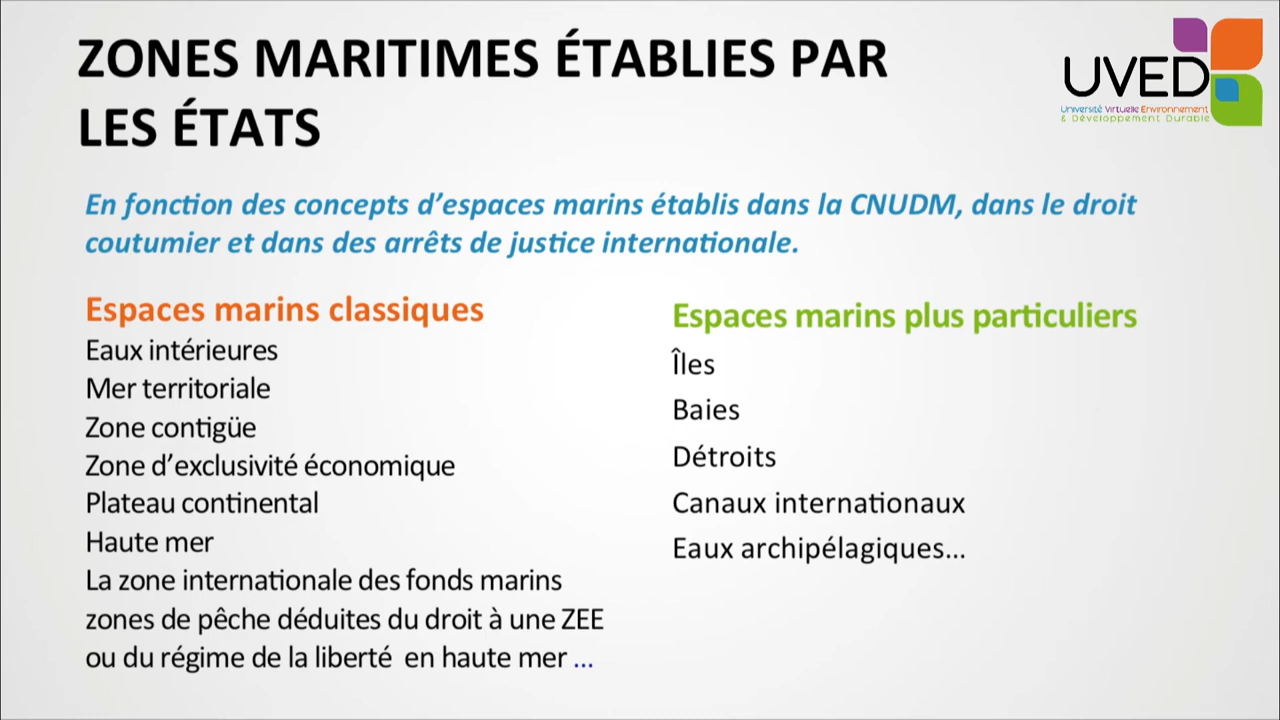 ZONES MARITIMES ÉTABLIES PAR
LES ÉTATS
UVED
Université Virtuelle Environnement
& Développement Durable
En fonction des concepts d’espaces marins établis dans la CNUDM, dans le droit
coutumier et dans des arrêts de justice internationale.
Espaces marins classiques
Eaux intérieures
Mer territoriale
Zone contigüe
Zone d’exclusivité économique
Plateau continental
Haute mer
La zone internationale des fonds marins
zones de pêche déduites du droit à une ZEE
ou du régime de la liberté en haute mer ...
Espaces marins plus particuliers
Îles
Baies
Détroits
Canaux internationaux
Eaux archipélagiques...